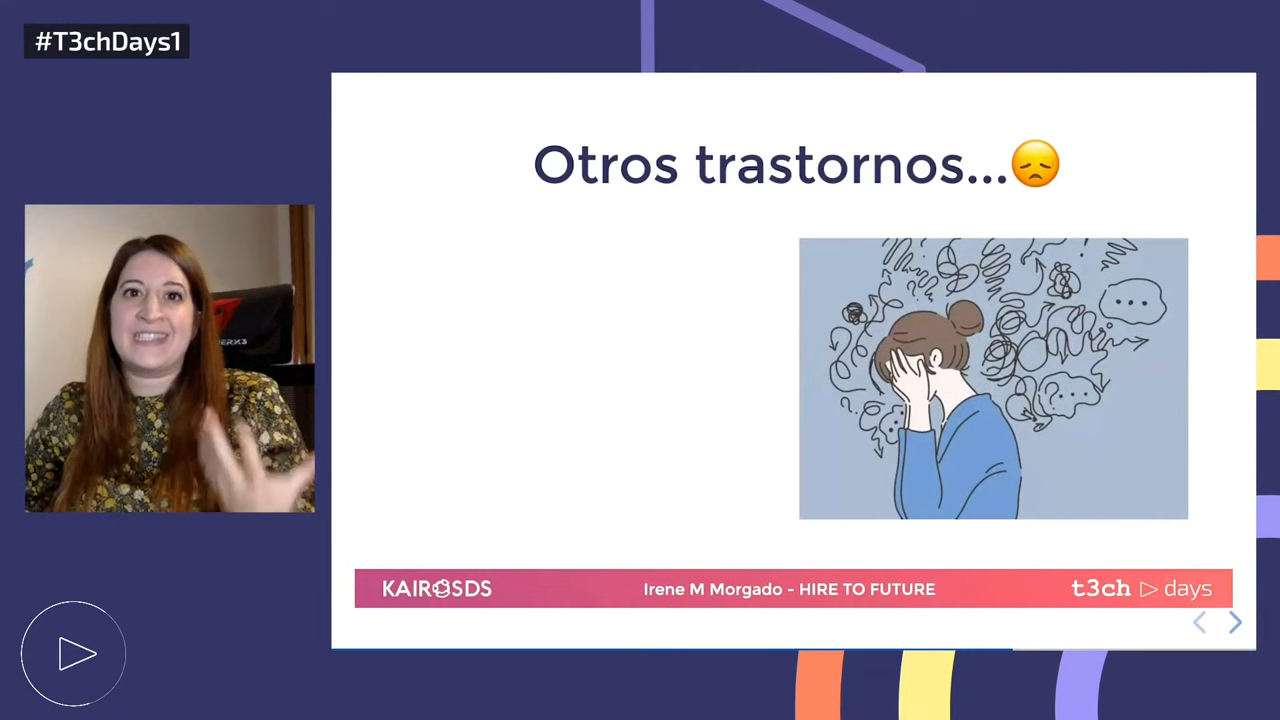 #T3chDays1
Otros trastornos...😞
KAIROSDS
Irene M Morgado - HIRE TO FUTURE
t3ch days